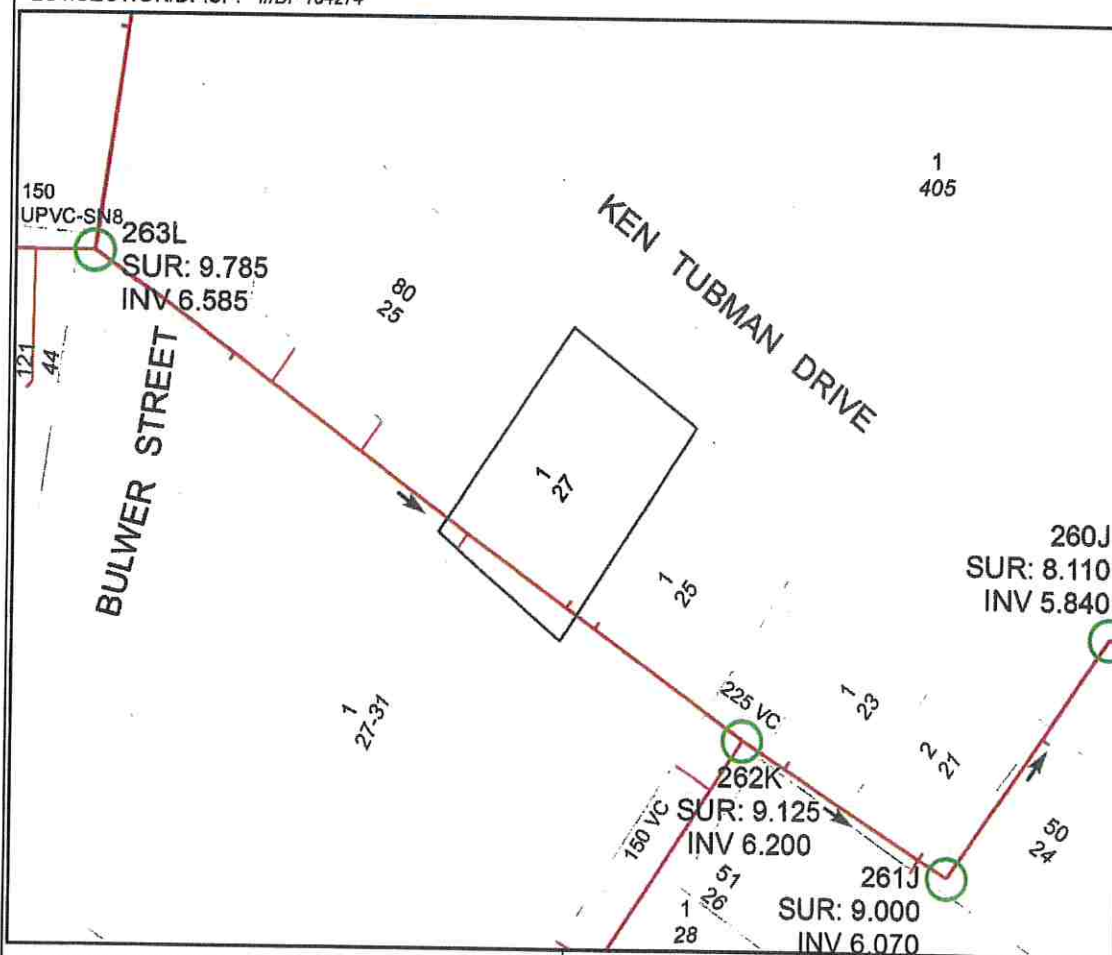 150
UPVC-SN8
263L
SUR: 9.785
INV 6.585
1
405
KEN TUBMAN DRIVE
80
25
121
44
BULWER STREET
1
27
1
25
260J
SUR: 8.110
INV 5.840
1
27-31
225 VC
1
23
2
21
262K
SUR: 9.125
INV 6.200
150 VC
50
24
51
26
1
28
261J
SUR: 9.000
INV 6.070